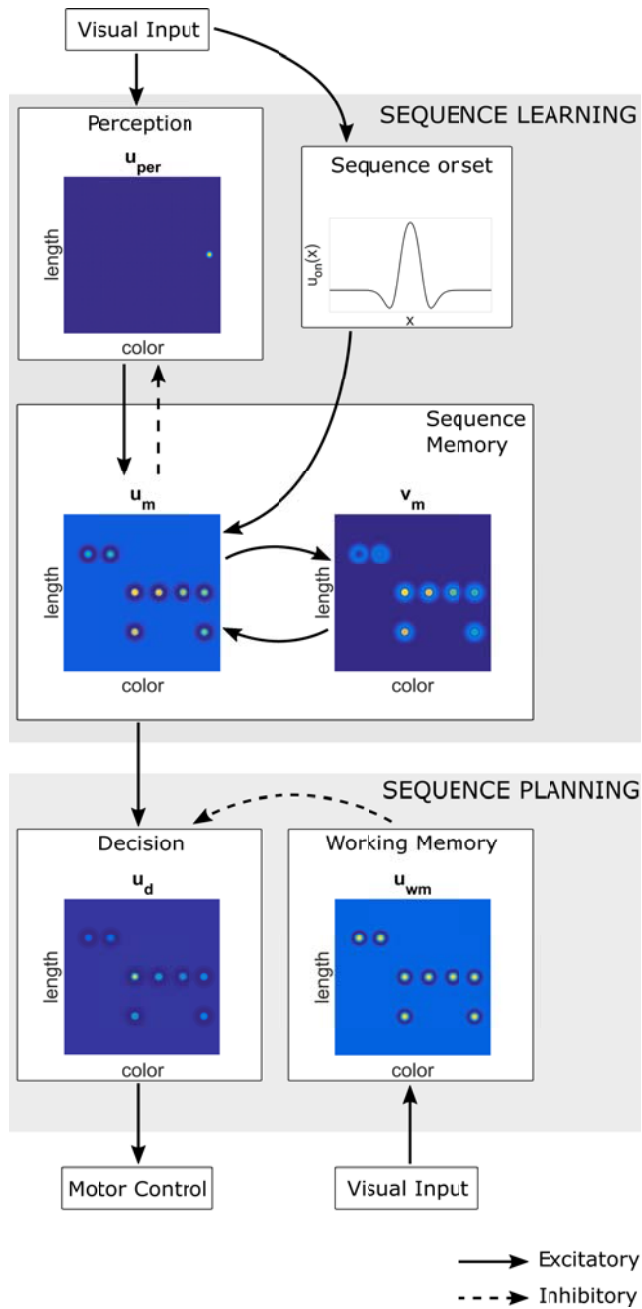 Visual Input
SEQUENCE LEARNING
Perception
u_per
length
color
Sequence onset
u_on(x)
x
Sequence
Memory
u_m
length
color
v_m
length
color
SEQUENCE PLANNING
Decision
u_d
length
color
Working Memory
u_wm
length
color
Motor Control
Visual Input
Excitatory
Inhibitory